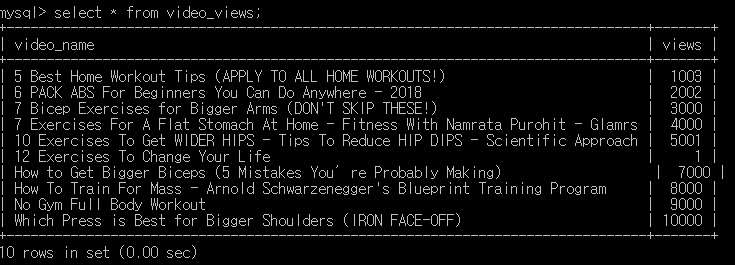 mysql> select * from video_views;
+------------------------------------------------------------------------------+-------+
| video_name | views |
+------------------------------------------------------------------------------+-------+
| 5 Best Home Workout Tips (APPLY TO ALL HOME WORKOUTS!) | 1003 |
| 6 PACK ABS For Beginners You Can Do Anywhere - 2018 | 2002 |
| 7 Bicep Exercises for Bigger Arms (DON'T SKIP THESE!) | 3000 |
| 7 Exercises For A Flat Stomach At Home - Fitness With Namrata Purohit - Glamrs | 4000 |
| 10 Exercises To Get WIDER HIPS - Tips To Reduce HIP DIPS - Scientific Approach | 5001 |
| 12 Exercises To Change Your Life | 1 |
| How to Get Bigger Biceps (5 Mistakes You’re Probably Making) | 7000 |
| How To Train For Mass - Arnold Schwarzenegger's Blueprint Training Program | 8000 |
| No Gym Full Body Workout | 9000 |
| Which Press is Best for Bigger Shoulders (IRON FACE-OFF) | 10000 |
+------------------------------------------------------------------------------+-------+
10 rows in set (0.00 sec)